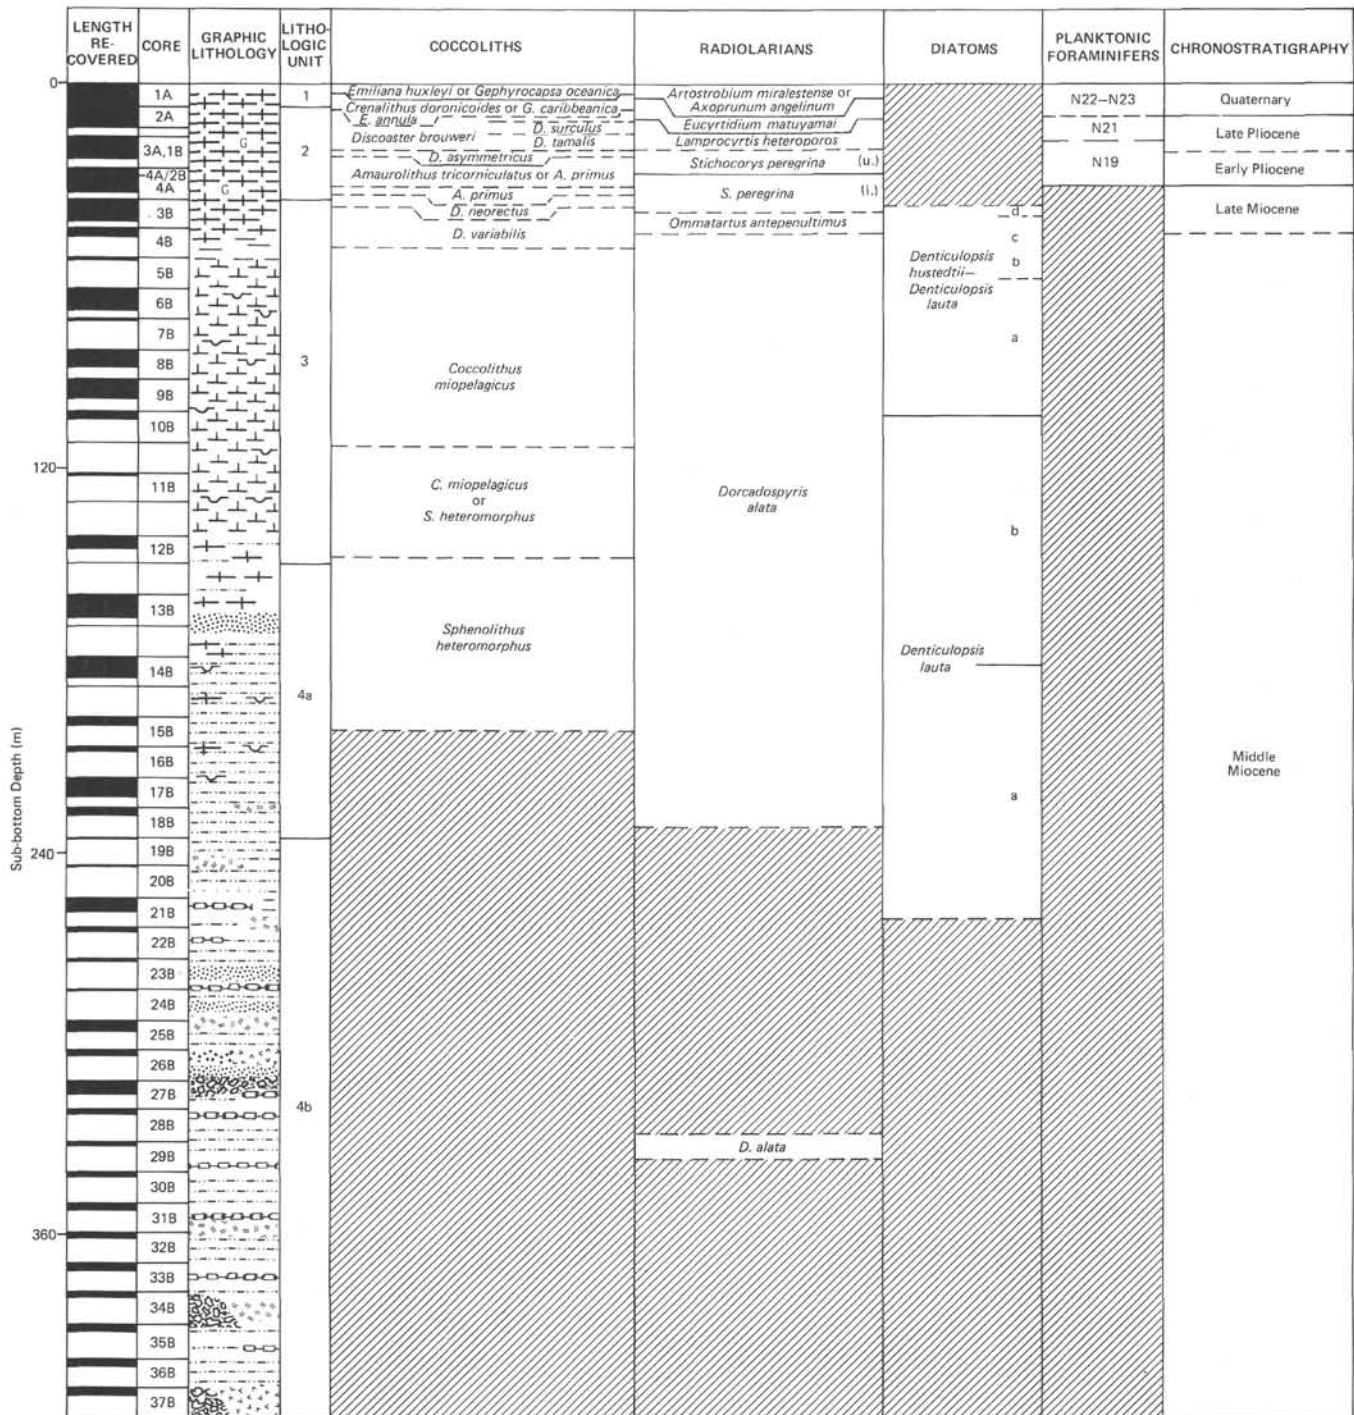 LENGTH RE-COVERED
CORE
GRAPHIC LITHOLOGY
LITHO-LOGIC UNIT
COCCOLITHS
RADIOLARIANS
DIATOMS
PLANKTONIC FORAMINIFERS
CHRONOSTRATIGRAPHY
Sub-bottom Depth (m)
0
120
240
360
1A
2A
3A,1B
4A/2B
4A
3B
4B
5B
6B
7B
8B
9B
10B
11B
12B
13B
14B
15B
16B
17B
18B
19B
20B
21B
22B
23B
24B
25B
26B
27B
28B
29B
30B
31B
32B
33B
34B
35B
36B
37B
G
G
1
2
3
4a
4b
Emiliana huxleyi or Gephyrocapsa oceanica
Crenalithus doronicoides or G. caribbeanica
E. annula
D. surculus
Discoaster brouweri
D. tamalis
D. asymmetricus
Amaurolithus tricorniculatus or A. primus
A. primus
D. neorectus
D. variabilis
Coccolithus
miopelagicus
C. miopelagicus
or
S. heteromorphus
Sphenolithus
heteromorphus
Artostrobium miralestense or
Axoprunum angelinum
Eucyrtidium matuyamai
Lamprocyrtis heteroporos
Stichocorys peregrina (u.)
S. peregrina (l.)
Ommatartus antepenultimus
Dorcadospyris
alata
D. alata
d
c
Denticulopsis
hustedtii—
b
Denticulopsis
lauta
a
b
Denticulopsis
lauta
a
N22–N23
N21
N19
Quaternary
Late Pliocene
Early Pliocene
Late Miocene
Middle
Miocene